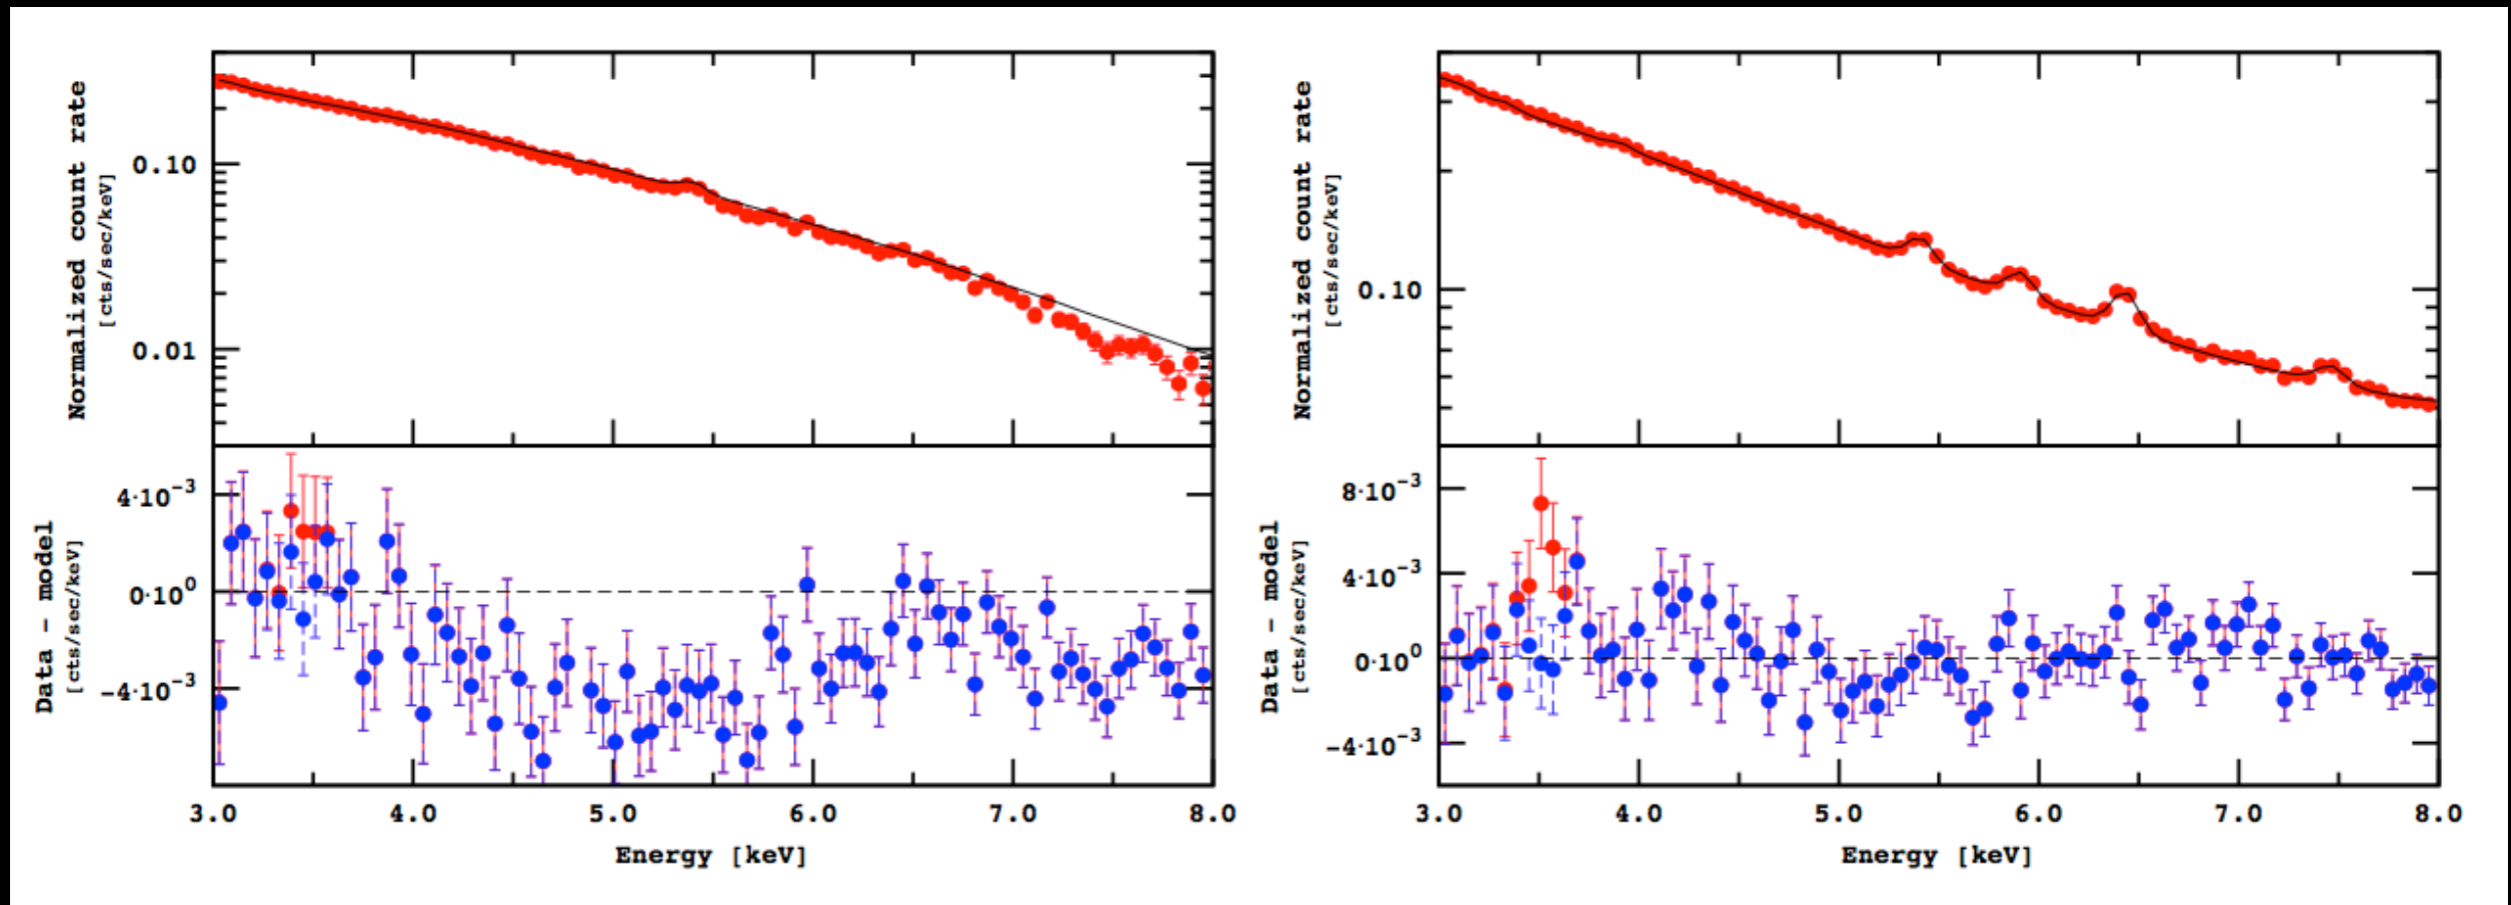 Normalized count rate
[cts/sec/keV]
0.10
0.01
Data - model
[cts/sec/keV]
4·10⁻³
0·10⁰
-4·10⁻³
3.0 4.0 5.0 6.0 7.0 8.0
Energy [keV]
Normalized count rate
[cts/sec/keV]
0.10
Data - model
[cts/sec/keV]
8·10⁻³
4·10⁻³
0·10⁰
-4·10⁻³
3.0 4.0 5.0 6.0 7.0 8.0
Energy [keV]